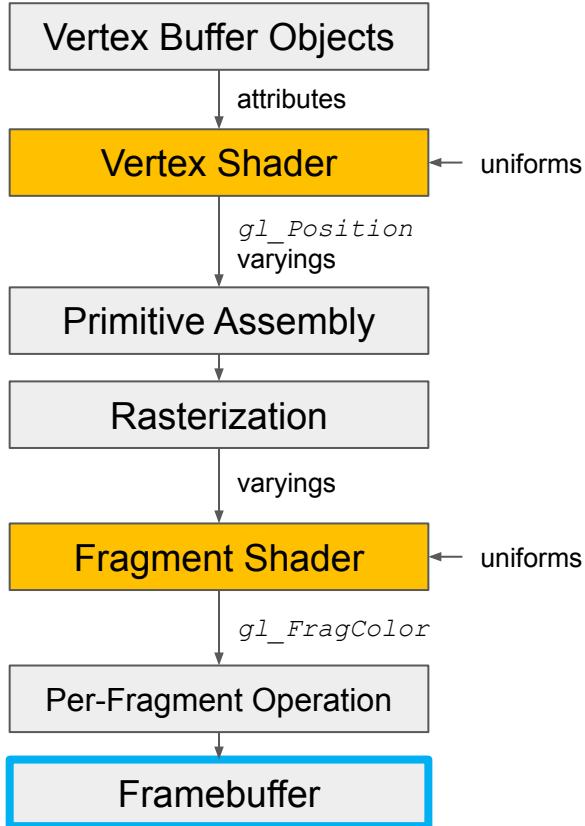 Vertex Buffer Objects
attributes
Vertex Shader
uniforms
gl_Position
varyings
Primitive Assembly
Rasterization
varyings
Fragment Shader
uniforms
gl_FragColor
Per-Fragment Operation
Framebuffer